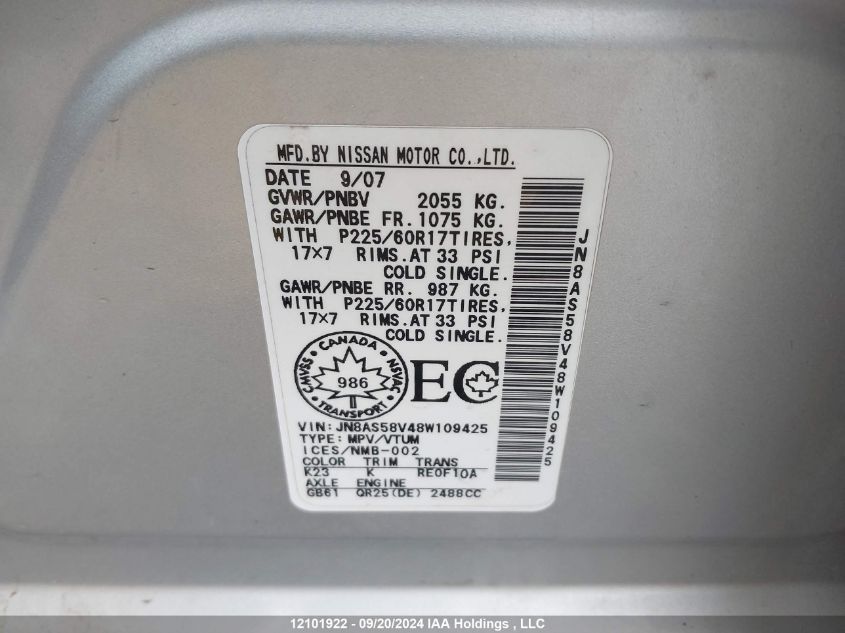 MFD.BY NISSAN MOTOR CO.,LTD.
DATE 9/07
GVWR/PNBV 2055 KG.
GAWR/PNBE FR. 1075 KG.
WITH P225/60R17TIRES,
17×7 RIMS.AT 33 PSI
COLD SINGLE.
GAWR/PNBE RR. 987 KG.
WITH P225/60R17TIRES,
17×7 RIMS.AT 33 PSI
COLD SINGLE.
CANADA
CMVSS
NSVAC
986
TRANSPORT
EC
VIN: JN8AS58V48W109425
TYPE: MPV/VTUM
ICES/NMB-002
COLOR TRIM TRANS
K23 K RE0F10A
AXLE ENGINE
GB61 QR25(DE) 2488CC
JN8AS58V48W109425
12101922 - 09/20/2024 IAA Holdings , LLC